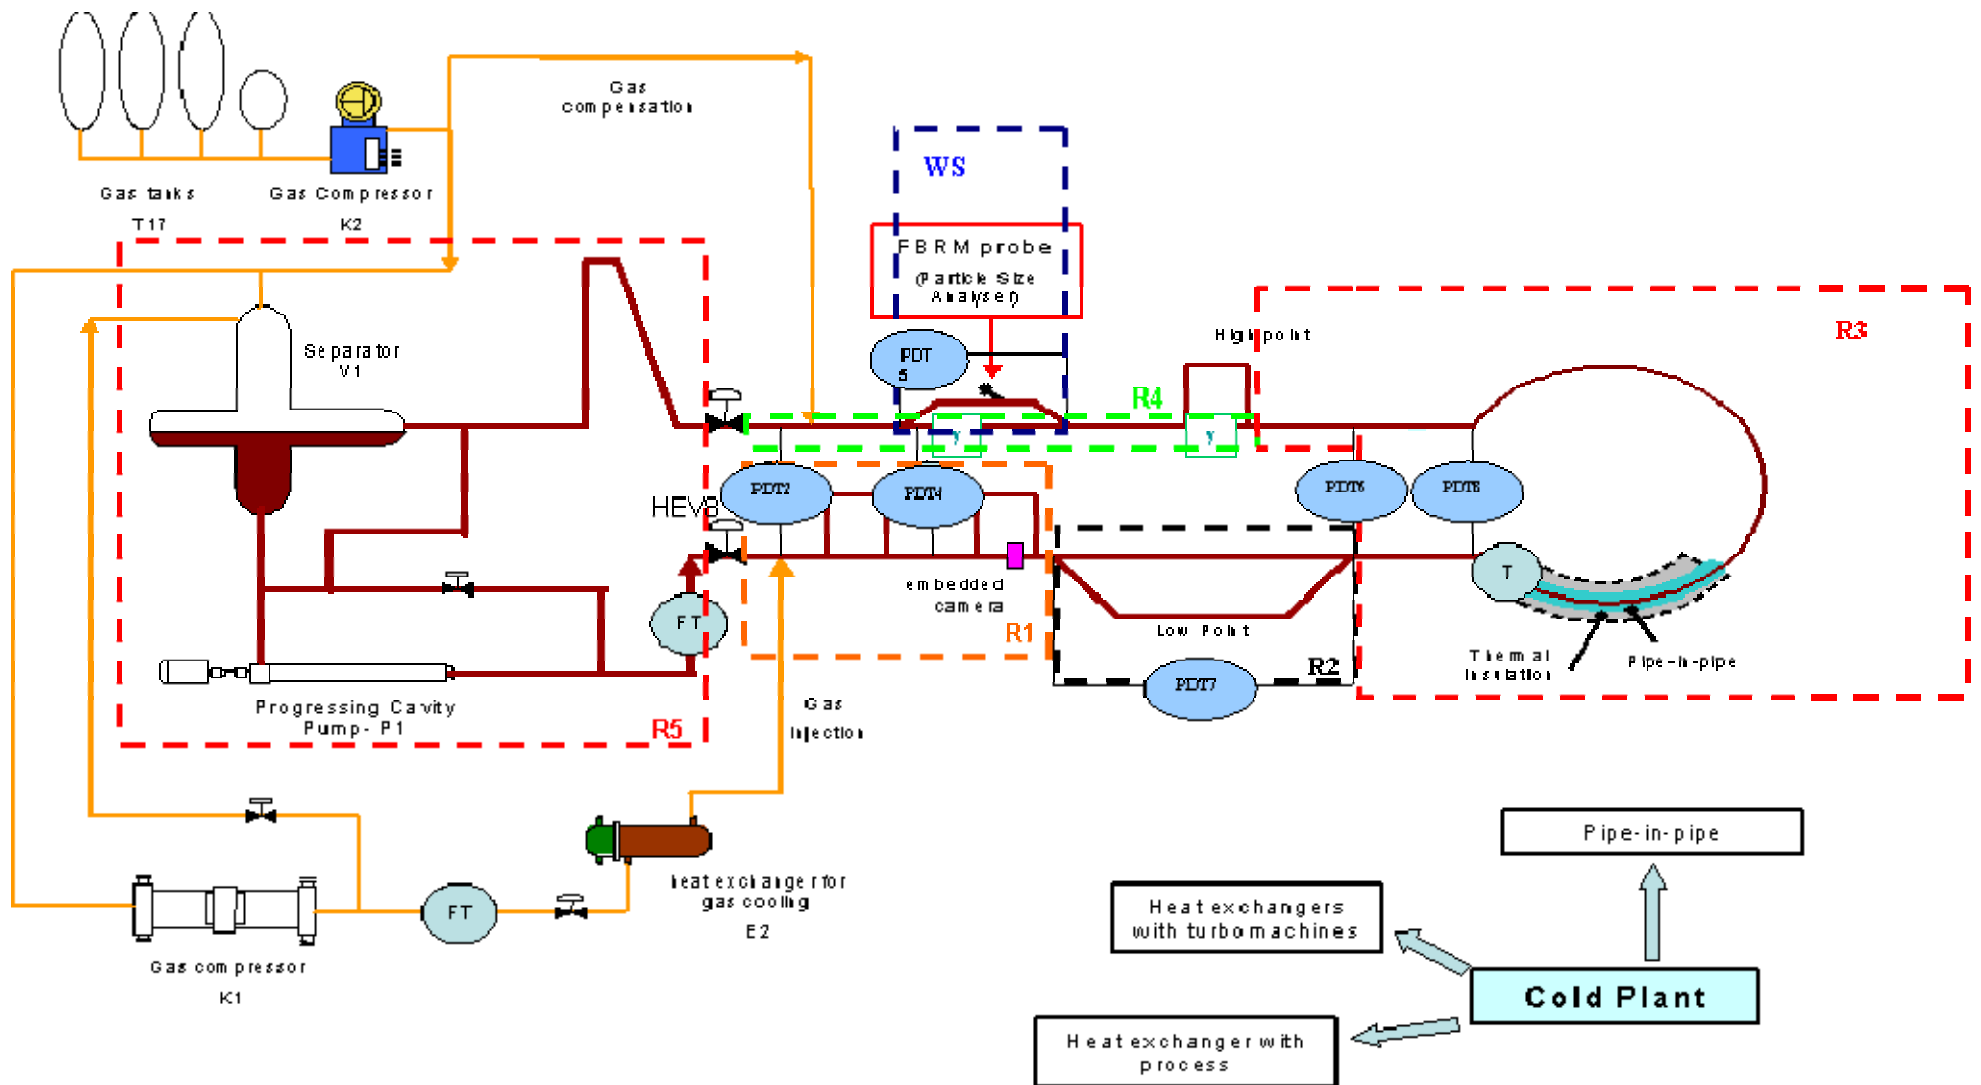 Gas
compensation
WS
Gas tanks
T17
Gas Compressor
K2
FBRM probe
(Particle Size
Analyser)
High point
R3
Separator
V1
PDT
5
R4
y
y
PDT2
PDT4
PDT6
PDT8
HEV3
T
embedded
camera
FT
R1
Low Point
Thermal
Insulation
Pipe-in-pipe
R2
PDT7
Progressing Cavity
Pump- P1
R5
Gas
Injection
Pipe-in-pipe
heat exchanger for
gas cooling
E2
FT
Heat exchangers
with turbomachines
Gas compressor
K1
Cold Plant
Heat exchanger with
process